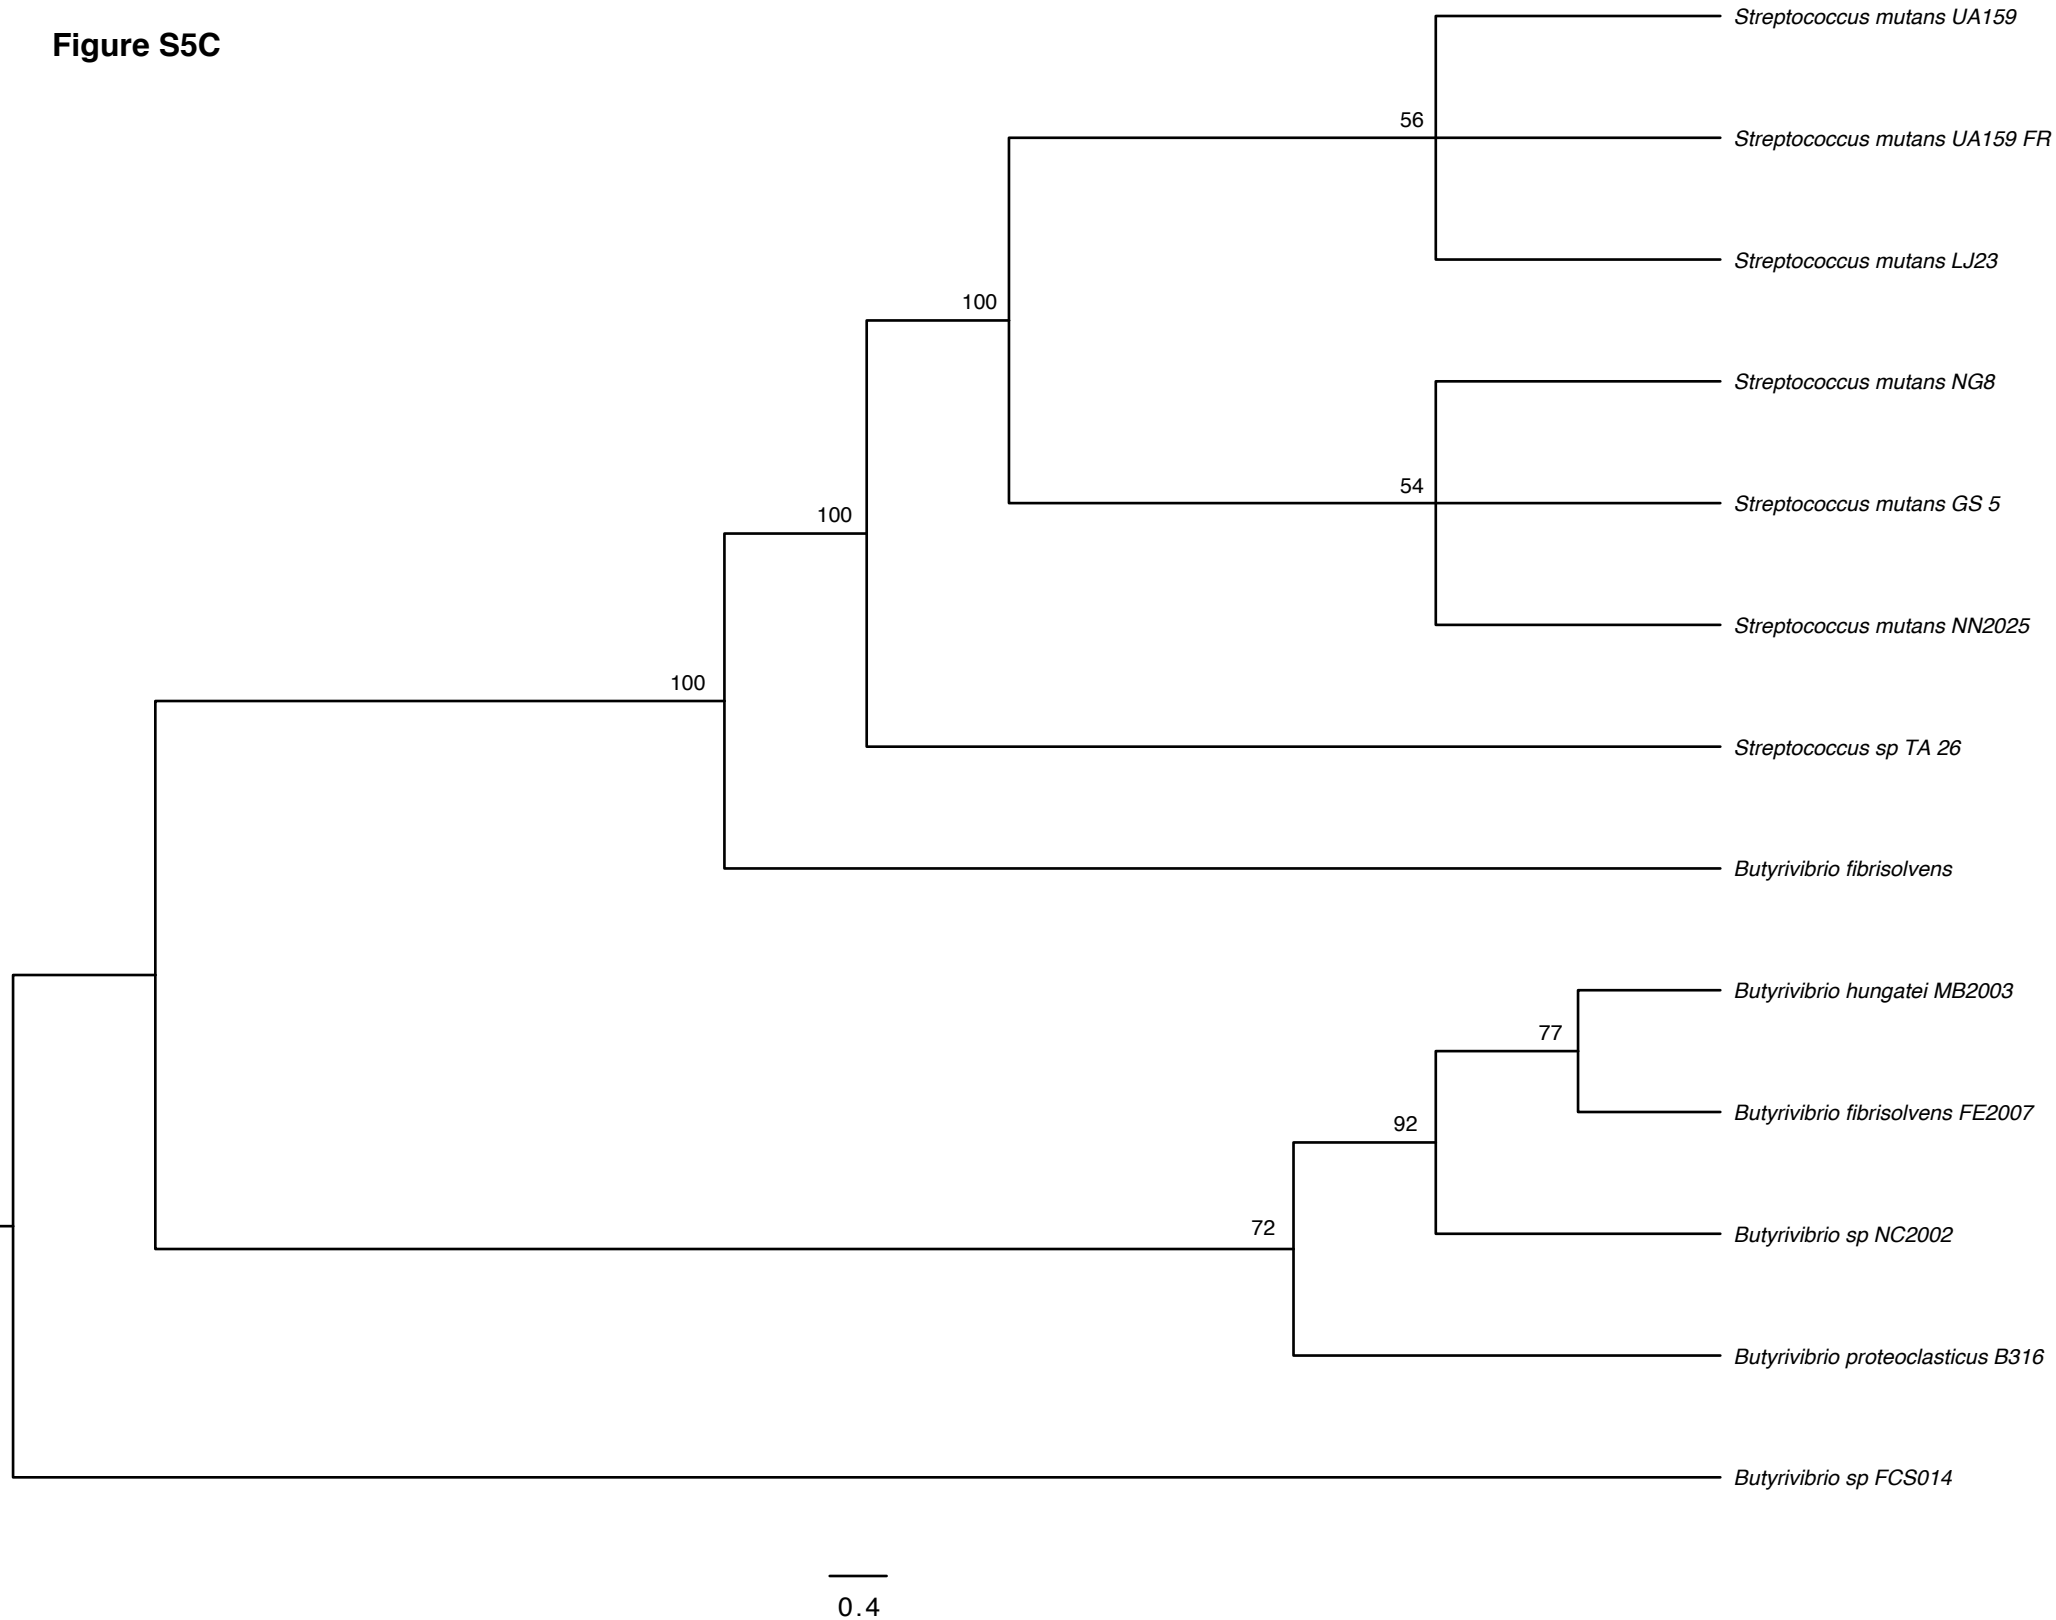 Figure S5C
Streptococcus mutans UA159
56
Streptococcus mutans UA159 FR
Streptococcus mutans LJ23
100
Streptococcus mutans NG8
54
Streptococcus mutans GS 5
100
Streptococcus mutans NN2025
100
Streptococcus sp TA 26
Butyrivibrio fibrisolvens
Butyrivibrio hungatei MB2003
77
Butyrivibrio fibrisolvens FE2007
92
Butyrivibrio sp NC2002
72
Butyrivibrio proteoclasticus B316
Butyrivibrio sp FCS014
0.4